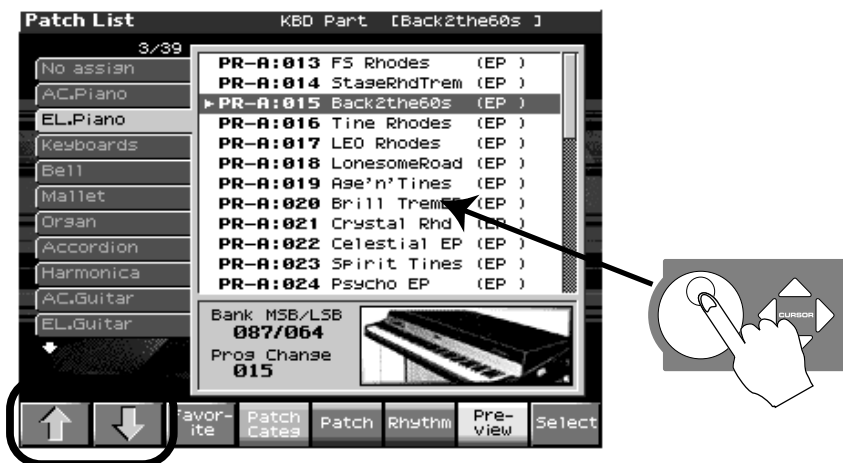 Patch List KBD Part [Back2the60s ]
3/39
No assign
AC.Piano
EL.Piano
Keyboards
Bell
Mallet
Organ
Accordion
Harmonica
AC.Guitar
EL.Guitar
PR-A:013 FS Rhodes (EP )
PR-A:014 StageRhdTrem (EP )
PR-A:015 Back2the60s (EP )
PR-A:016 Tine Rhodes (EP )
PR-A:017 LEO Rhodes (EP )
PR-A:018 LonesomeRoad (EP )
PR-A:019 Age'n'Tines (EP )
PR-A:020 Brill TremEP (EP )
PR-A:021 Crystal Rhd (EP )
PR-A:022 Celestial EP (EP )
PR-A:023 Spirit Tines (EP )
PR-A:024 Psycho EP (EP )
Bank MSB/LSB
087/064
Prog Change
015
Favor-
ite
Patch
Categ
Patch
Rhythm
Pre-
view
Select
CURSOR